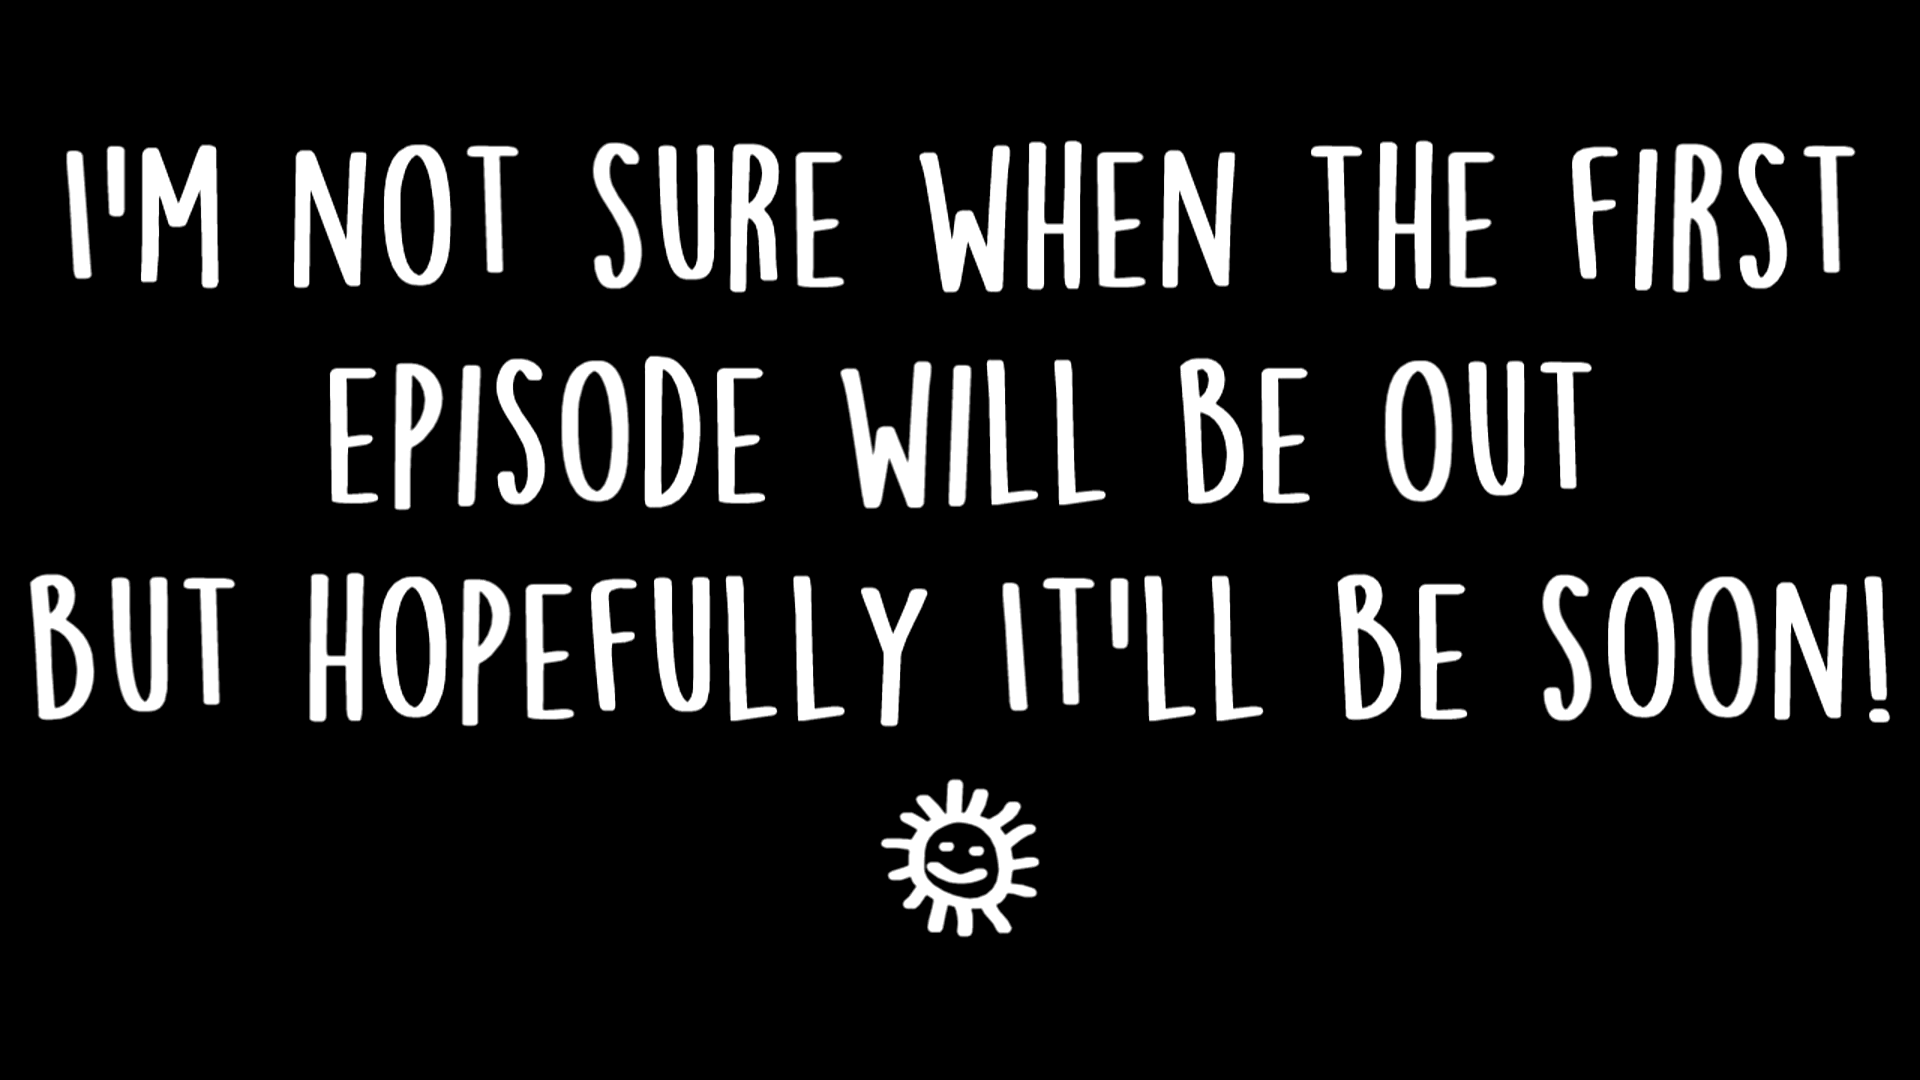 I'M NOT SURE WHEN THE FIRST
EPISODE WILL BE OUT
BUT HOPEFULLY IT'LL BE SOON!